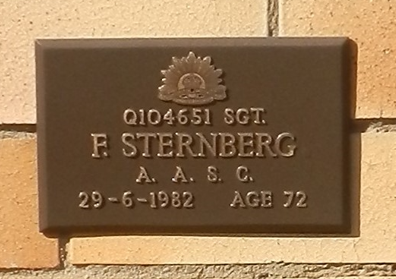 Q104651 SGT.
F. STERNBERG
A. A. S. C.
29-6-1982 AGE 72